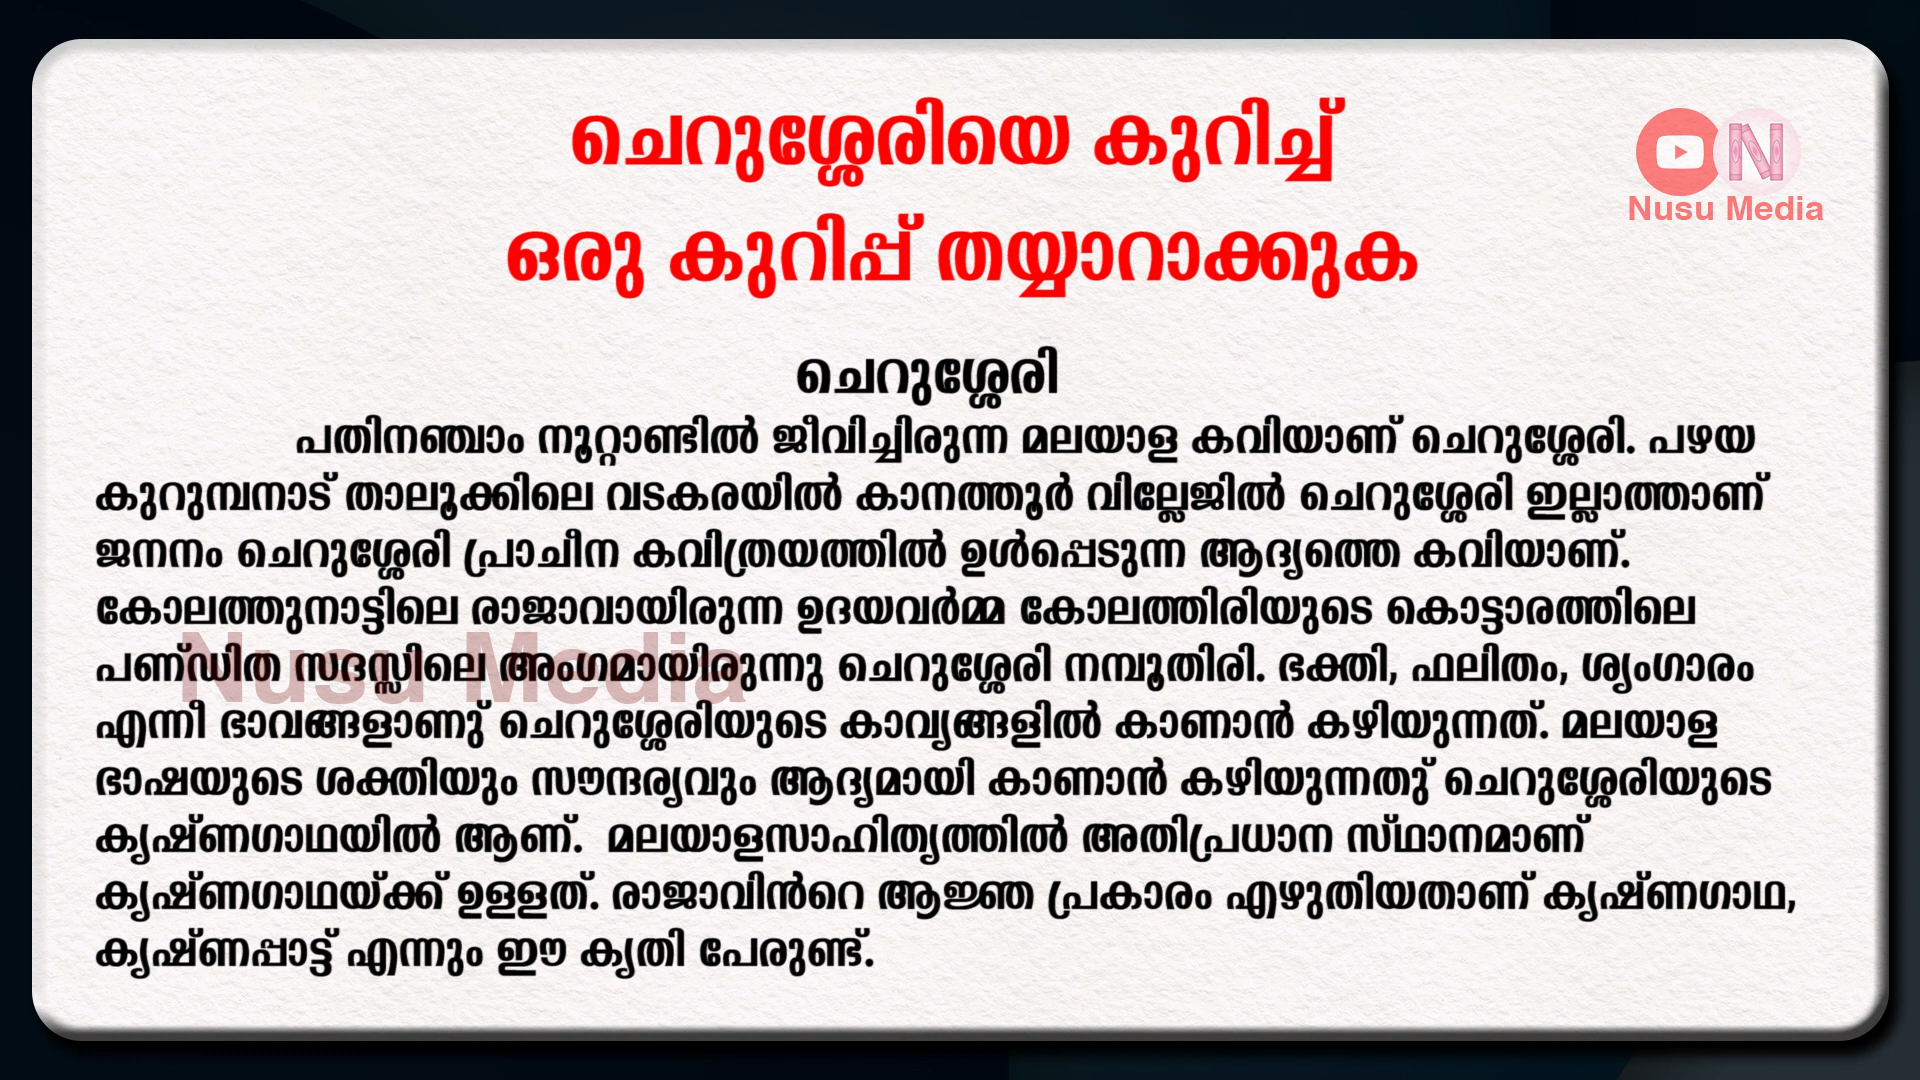 ചെറുശ്ശേരിയെ കുറിച്ച്
ഒരു കുറിപ്പ് തയ്യാറാക്കുക
Nusu Media
ചെറുശ്ശേരി
പതിനഞ്ചാം നൂറ്റാണ്ടിൽ ജീവിച്ചിരുന്ന മലയാള കവിയാണ് ചെറുശ്ശേരി. പഴയ
കുറുമ്പനാട് താലൂക്കിലെ വടകരയിൽ കാനത്തൂർ വില്ലേജിൽ ചെറുശ്ശേരി ഇല്ലാത്താണ്
ജനനം ചെറുശ്ശേരി പ്രാചീന കവിത്രയത്തിൽ ഉൾപ്പെടുന്ന ആദ്യത്തെ കവിയാണ്.
കോലത്തുനാട്ടിലെ രാജാവായിരുന്ന ഉദയവർമ്മ കോലത്തിരിയുടെ കൊട്ടാരത്തിലെ
പണ്ഡിത സദസ്സിലെ അംഗമായിരുന്നു ചെറുശ്ശേരി നമ്പൂതിരി. ഭക്തി, ഫലിതം, ശൃംഗാരം
എന്നീ ഭാവങ്ങളാണു് ചെറുശ്ശേരിയുടെ കാവ്യങ്ങളിൽ കാണാൻ കഴിയുന്നത്. മലയാള
ഭാഷയുടെ ശക്തിയും സൗന്ദര്യവും ആദ്യമായി കാണാൻ കഴിയുന്നതു് ചെറുശ്ശേരിയുടെ
കൃഷ്ണഗാഥയിൽ ആണ്. മലയാളസാഹിത്യത്തിൽ അതിപ്രധാന സ്ഥാനമാണ്
കൃഷ്ണഗാഥയ്ക്ക് ഉളളത്. രാജാവിൻറെ ആജ്ഞ പ്രകാരം എഴുതിയതാണ് കൃഷ്ണഗാഥ,
കൃഷ്ണപ്പാട്ട് എന്നും ഈ കൃതി പേരുണ്ട്.
Nusu Media